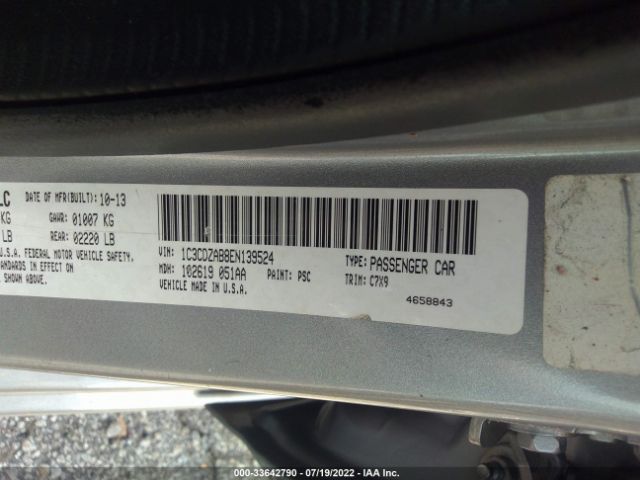 LC DATE OF MFR(BUILT): 10-13
KG GAWR: 01007 KG
LB REAR: 02220 LB
U.S.A. FEDERAL MOTOR VEHICLE SAFETY,
STANDARDS IN EFFECT ON
SHOWN ABOVE.
VIN: 1C3CDZAB8EN139524
MDH: 102619 051AA PAINT: PSC
VEHICLE MADE IN U.S.A.
TYPE: PASSENGER CAR
TRIM: C7X9
4658843
000-33642790 - 07/19/2022 - IAA Inc.